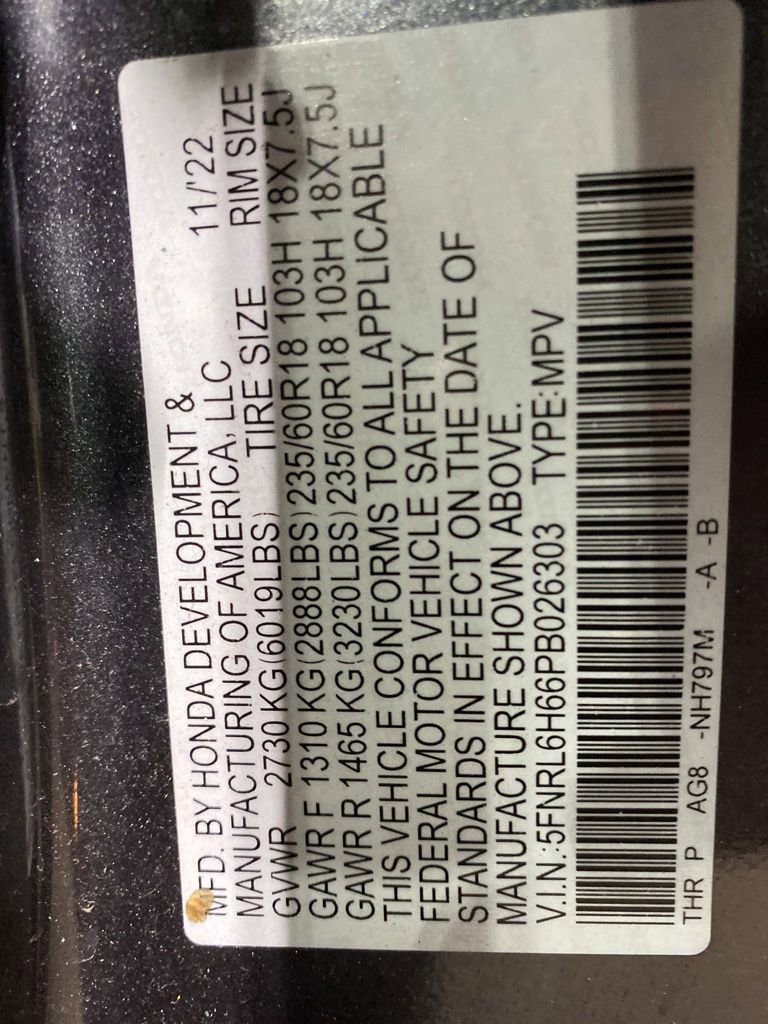 MFD. BY HONDA DEVELOPMENT &
MANUFACTURING OF AMERICA, LLC 11/'22
GVWR 2730 KG(6019LBS) TIRE SIZE RIM SIZE
GAWR F 1310 KG(2888LBS) 235/60R18 103H 18X7.5J
GAWR R 1465 KG(3230LBS) 235/60R18 103H 18X7.5J
THIS VEHICLE CONFORMS TO ALL APPLICABLE
FEDERAL MOTOR VEHICLE SAFETY
STANDARDS IN EFFECT ON THE DATE OF
MANUFACTURE SHOWN ABOVE.
V.I.N.:5FNRL6H66PB026303 TYPE:MPV
THR P AG8 -NH797M -A -B